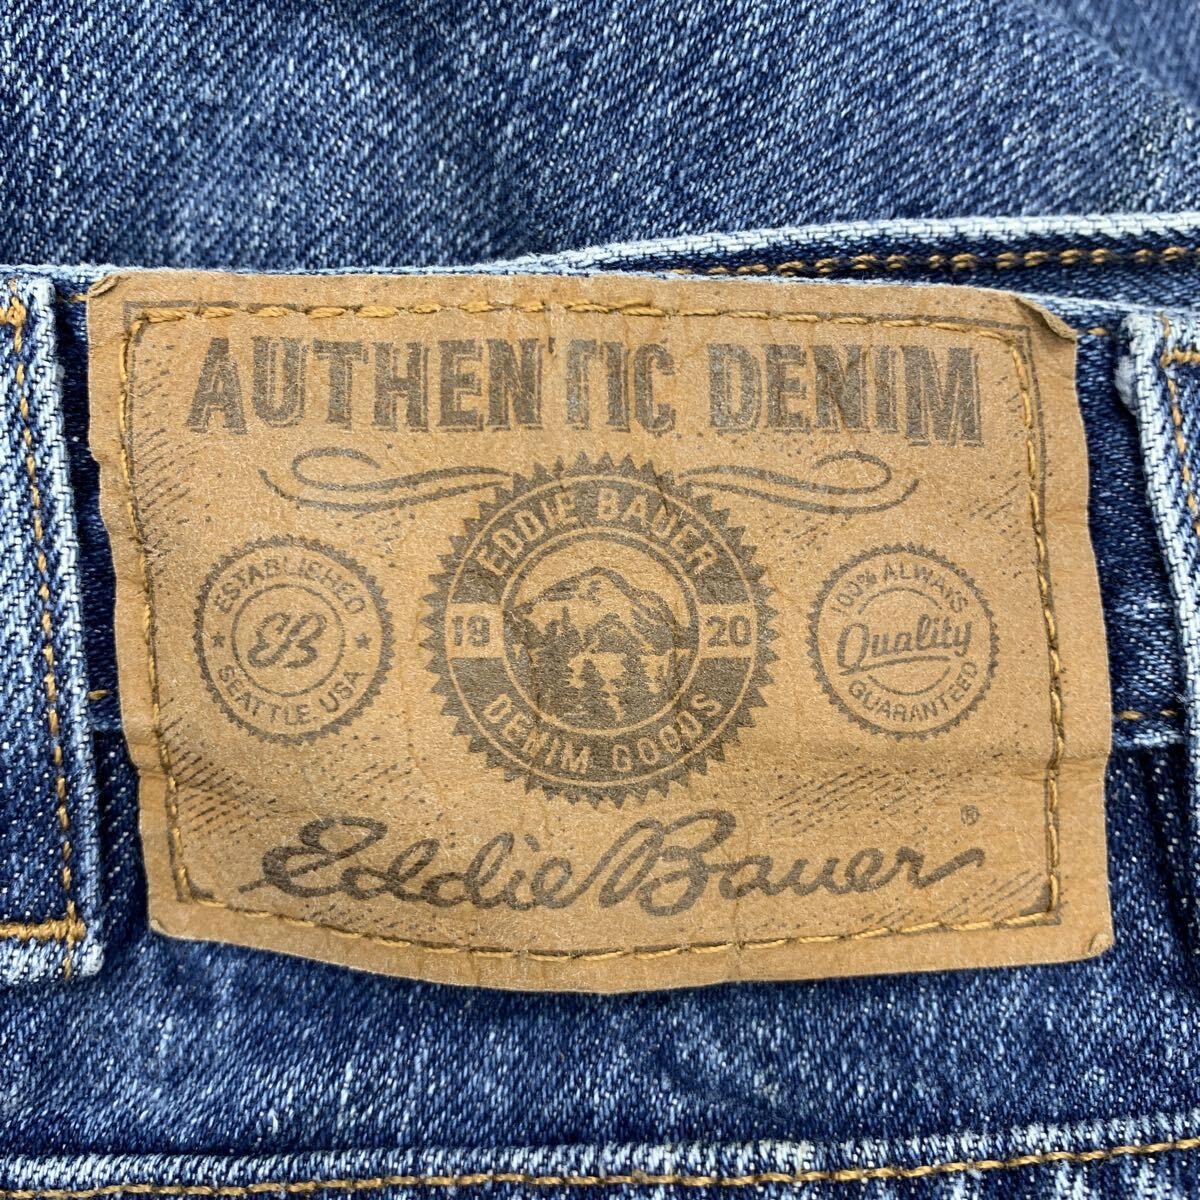 AUTHENTIC DENIM
EDDIE BAUER
19 20
DENIM GOODS
ESTABLISHED
EB
SEATTLE, USA
100% ALWAYS
Quality
GUARANTEED
Eddie Bauer®